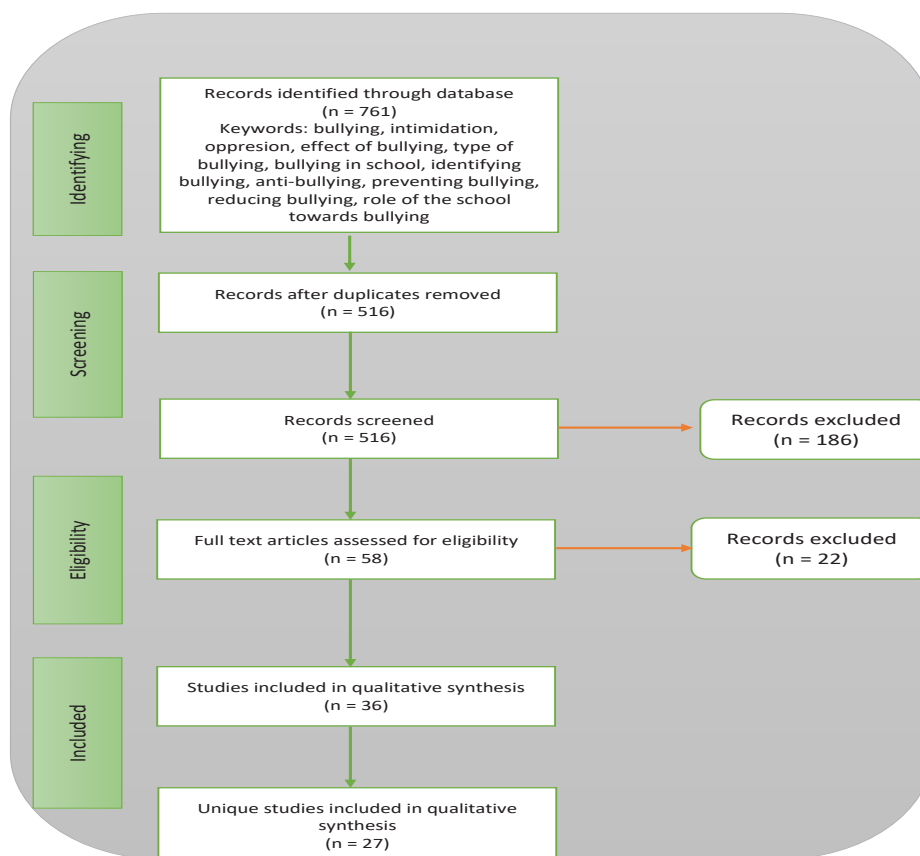 Identifying
Records identified through database
(n = 761)
Keywords: bullying, intimidation,
oppresion, effect of bullying, type of
bullying, bullying in school, identifying
bullying, anti-bullying, preventing bullying,
reducing bullying, role of the school
towards bullying
Screening
Records after duplicates removed
(n = 516)
Records screened
(n = 516)
Records excluded
(n = 186)
Eligibility
Full text articles assessed for eligibility
(n = 58)
Records excluded
(n = 22)
Included
Studies included in qualitative synthesis
(n = 36)
Unique studies included in qualitative
synthesis
(n = 27)